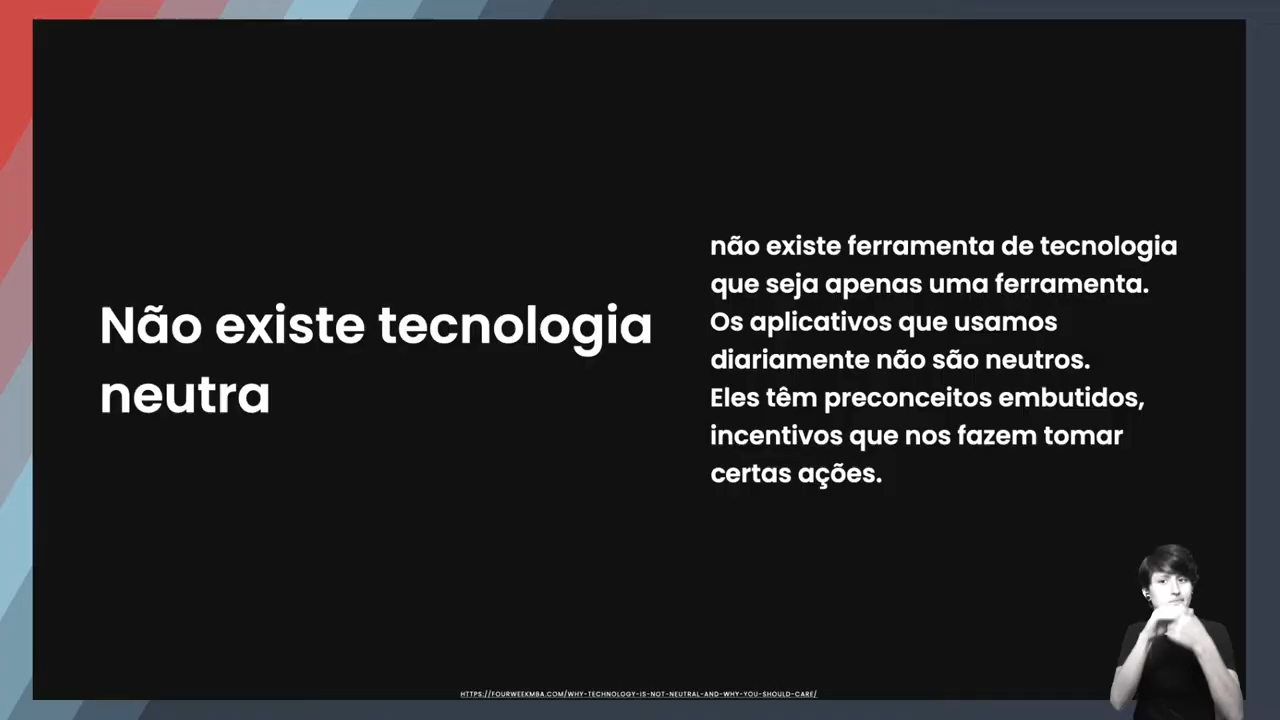 Não existe tecnologia
neutra
não existe ferramenta de tecnologia
que seja apenas uma ferramenta.
Os aplicativos que usamos
diariamente não são neutros.
Eles têm preconceitos embutidos,
incentivos que nos fazem tomar
certas ações.
HTTPS://FOURWEEKMBA.COM/WHY-TECHNOLOGY-IS-NOT-NEUTRAL-AND-WHY-YOU-SHOULD-CARE/